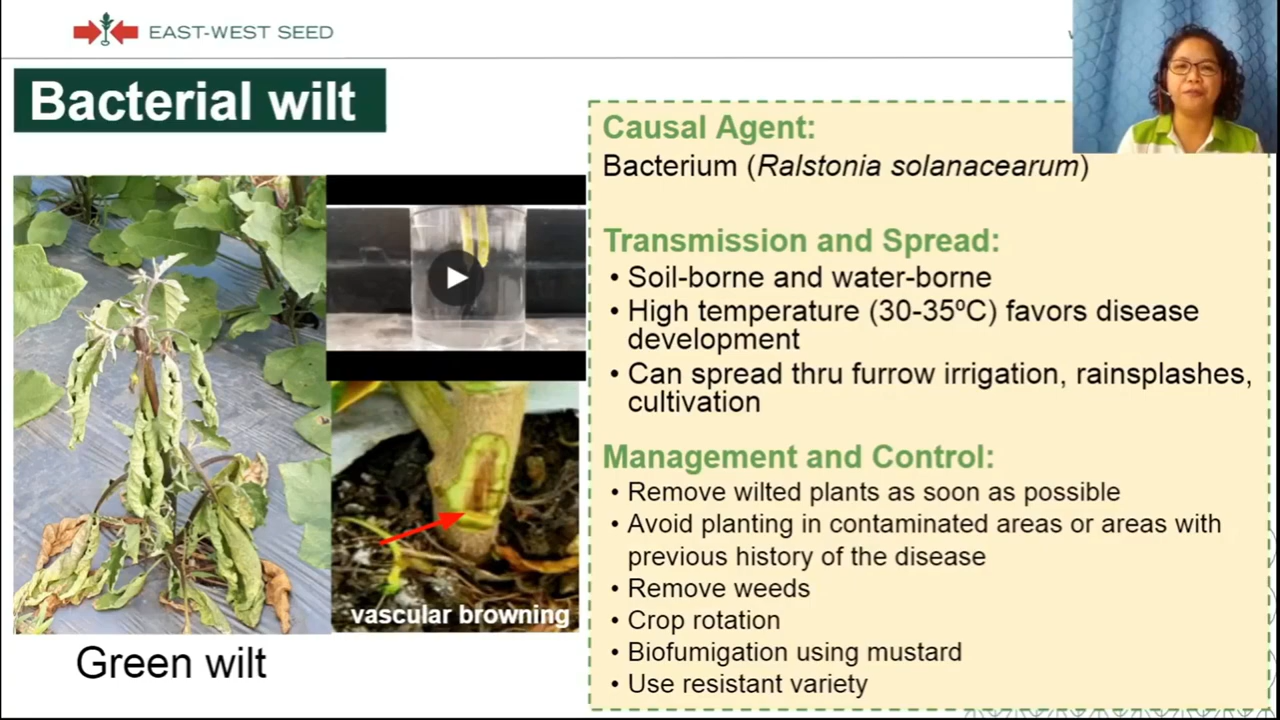 EAST-WEST SEED
Bacterial wilt
Causal Agent:
Bacterium (Ralstonia solanacearum)
Transmission and Spread:
• Soil-borne and water-borne
• High temperature (30-35ºC) favors disease
development
• Can spread thru furrow irrigation, rainsplashes,
cultivation
Management and Control:
• Remove wilted plants as soon as possible
• Avoid planting in contaminated areas or areas with
previous history of the disease
• Remove weeds
• Crop rotation
• Biofumigation using mustard
• Use resistant variety
vascular browning
Green wilt